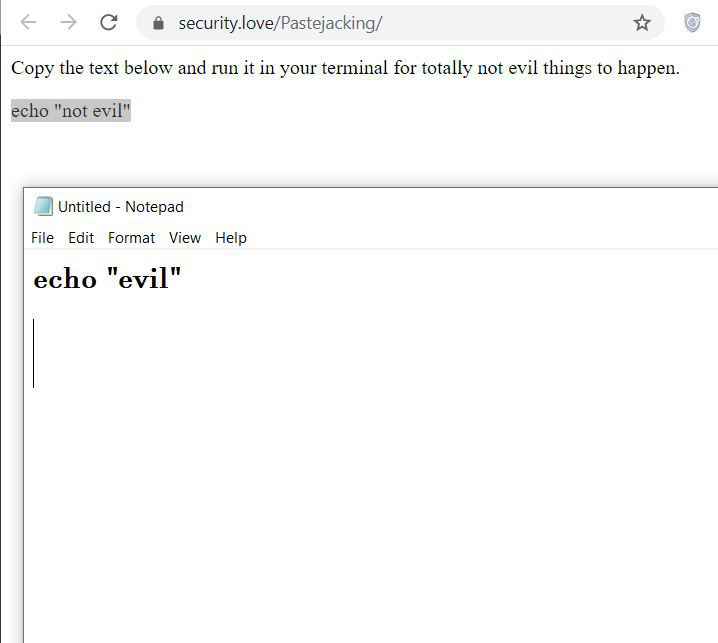 security.love/Pastejacking/
Copy the text below and run it in your terminal for totally not evil things to happen.
echo "not evil"
Untitled - Notepad
File Edit Format View Help
echo "evil"